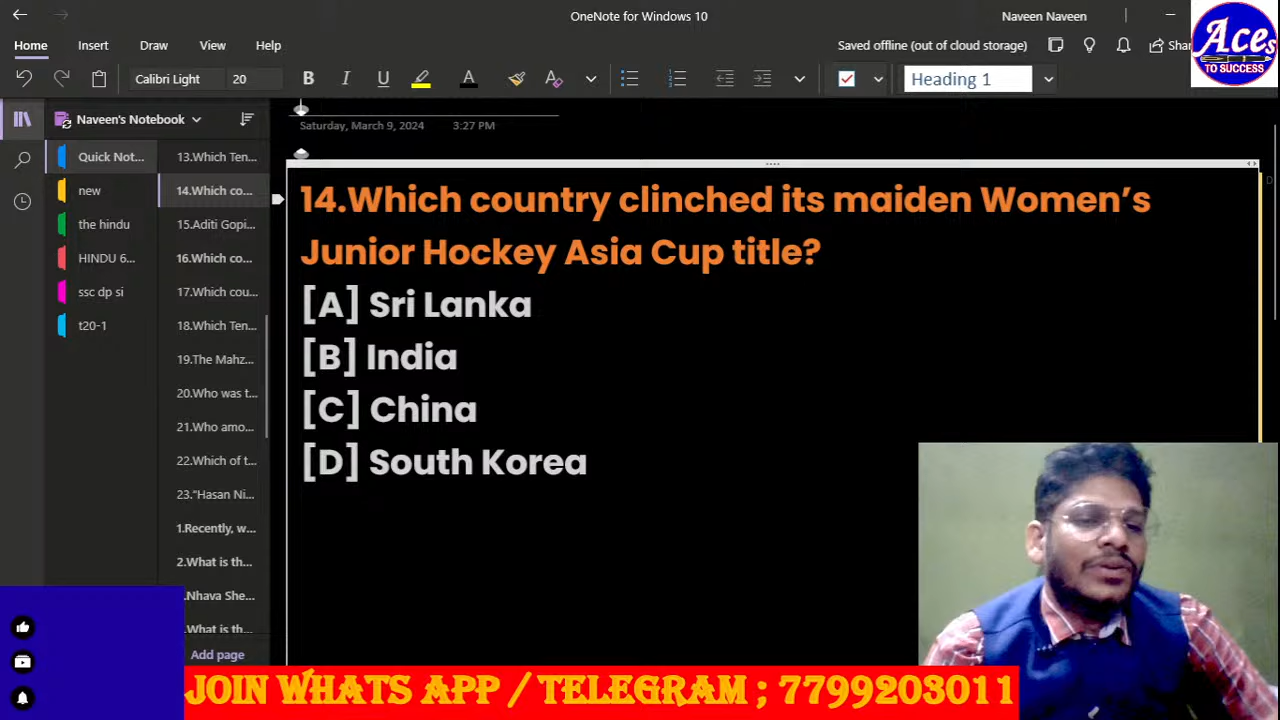 OneNote for Windows 10
Naveen Naveen
Home
Insert
Draw
View
Help
Saved offline (out of cloud storage)
Shar
Aces
TO SUCCESS
Calibri Light
20
B
I
U
A
A
Heading 1
Naveen's Notebook
Saturday, March 9, 2024
3:27 PM
Quick Not...
new
the hindu
HINDU 6...
ssc dp si
t20-1
13.Which Ten...
14.Which co...
15.Aditi Gopi...
16.Which co...
17.Which cou...
18.Which Ten...
19.The Mahz...
20.Who was t...
21.Who amo...
22.Which of t...
23."Hasan Ni...
1.Recently, w...
2.What is th...
.Nhava She...
.What is th...
Add page
14.Which country clinched its maiden Women’s
Junior Hockey Asia Cup title?
[A] Sri Lanka
[B] India
[C] China
[D] South Korea
D
JOIN WHATS APP / TELEGRAM ; 7799203011